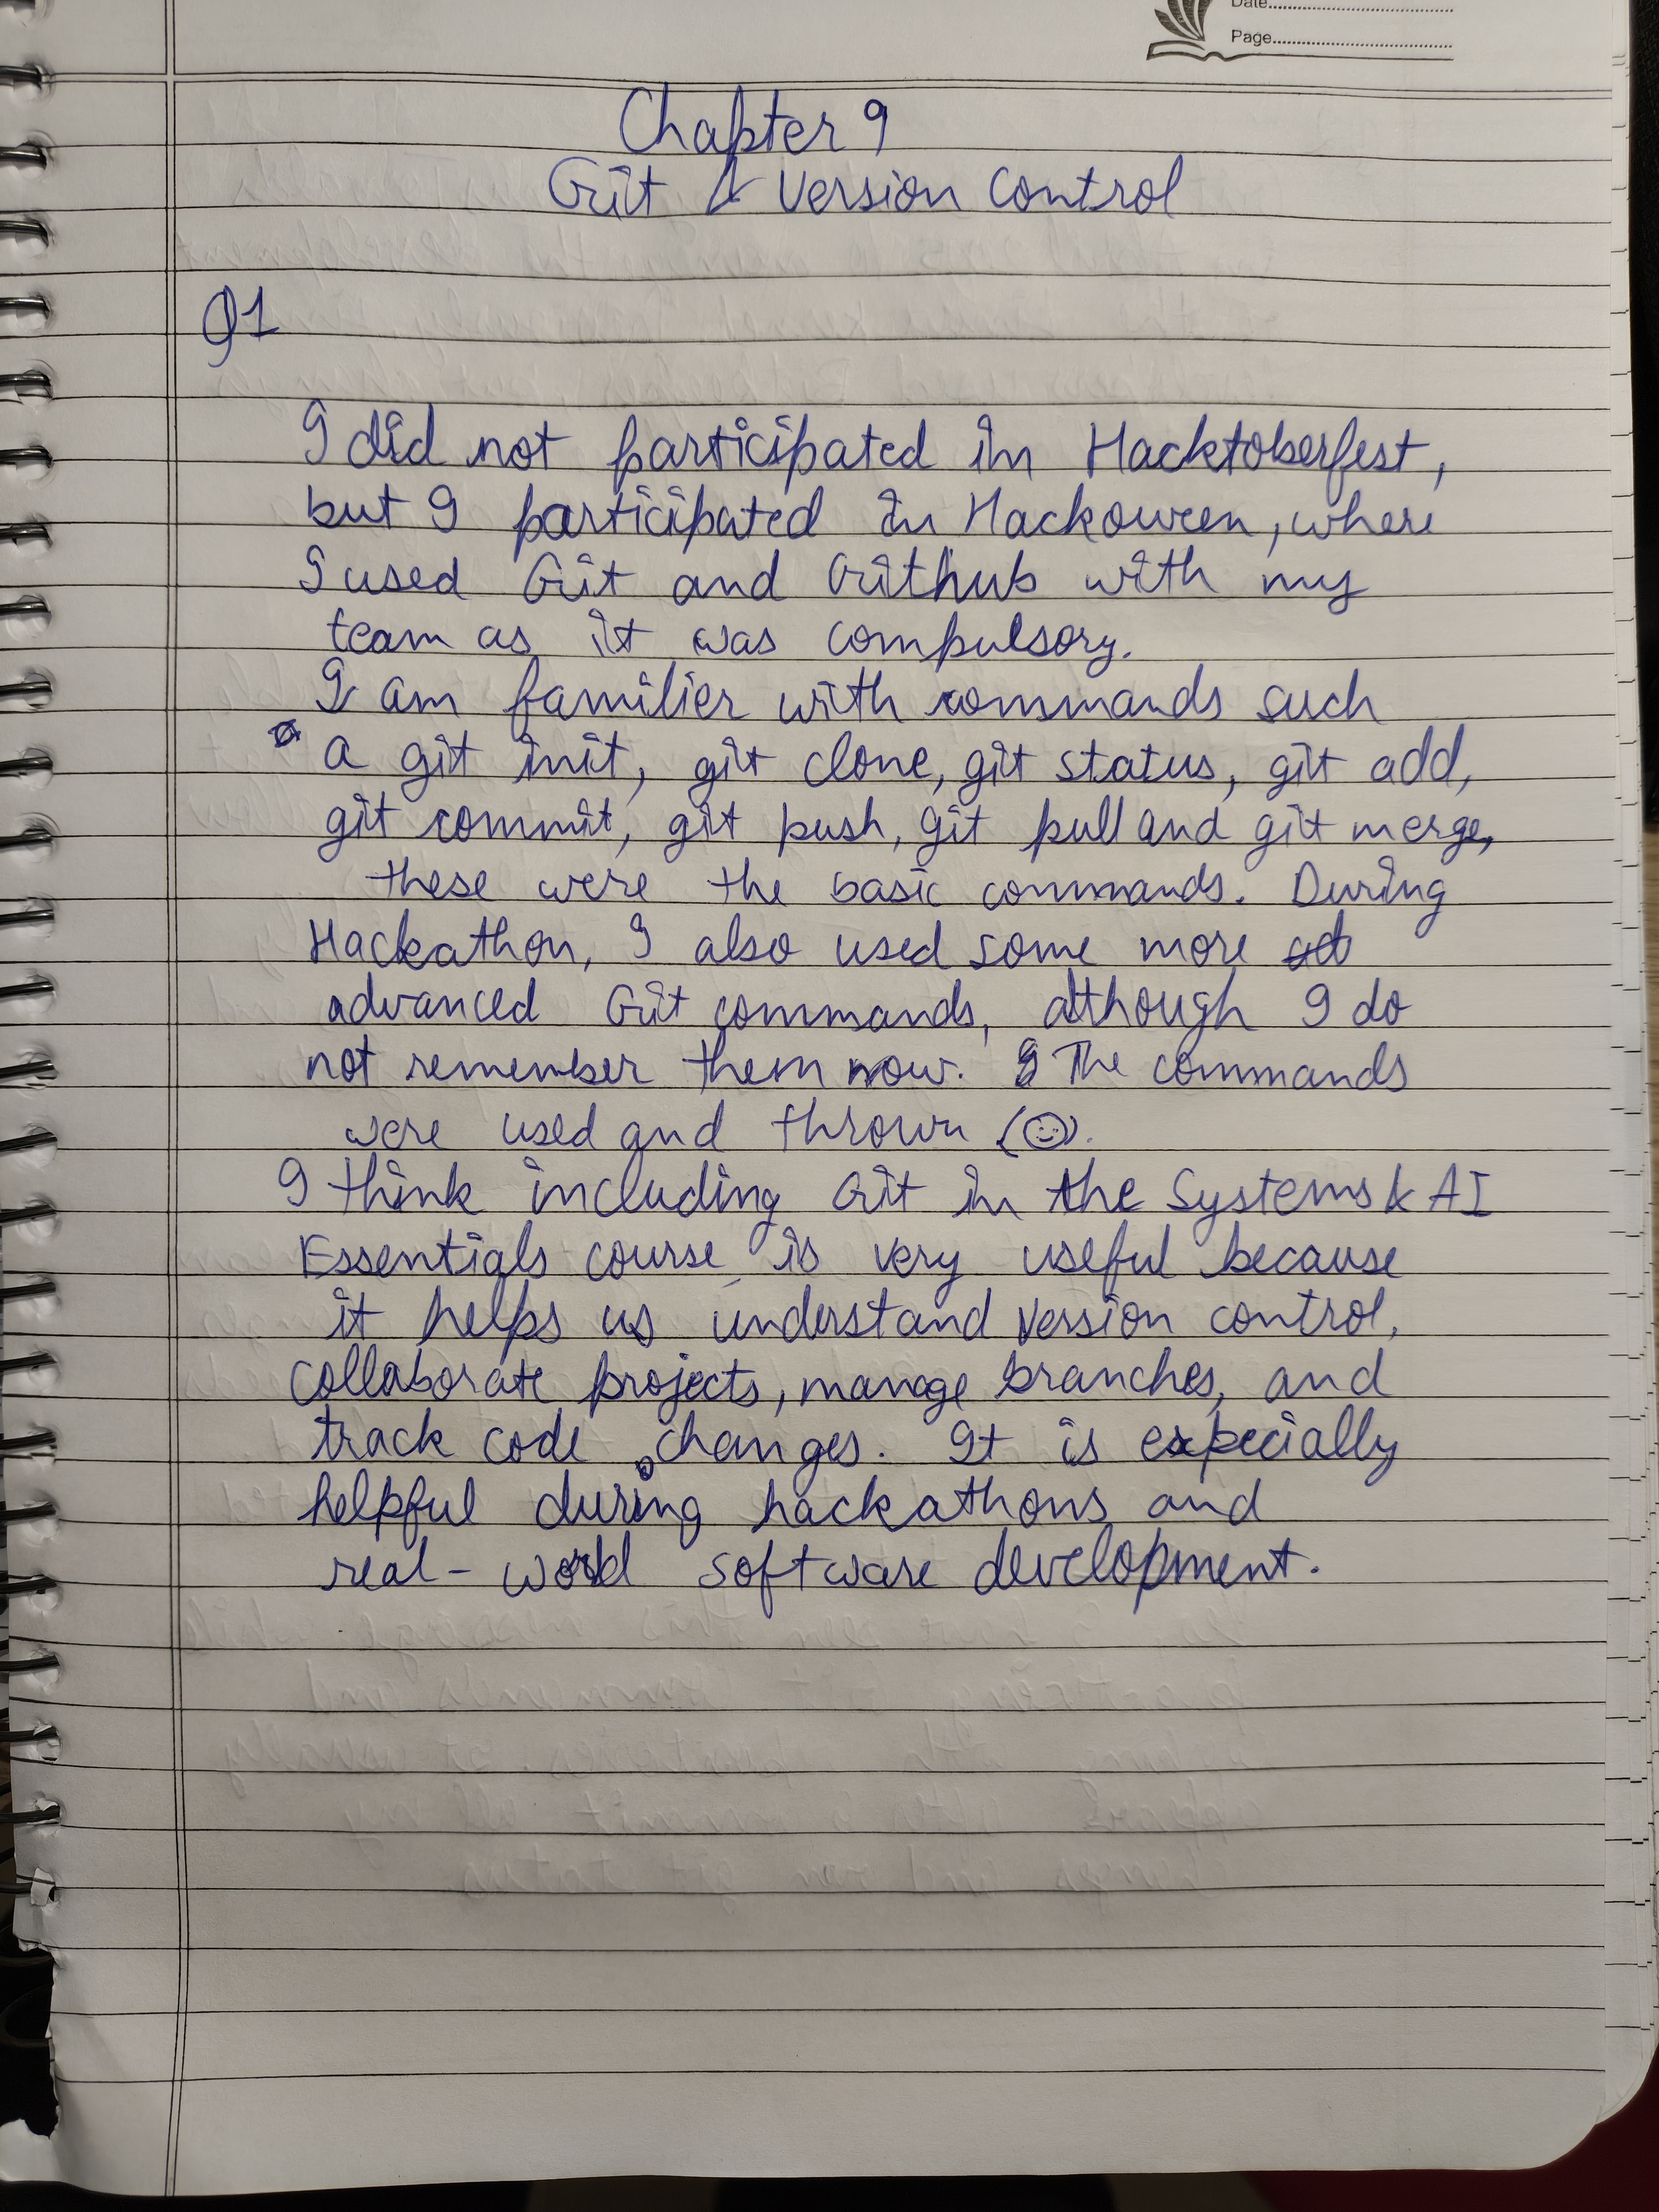 Date
Page
Chapter 9
Git & Version Control
Q1
I did not participated in Hacktoberfest,
but I participated in Hackoween, where
I used Git and Github with my
team as it was compulsory.
I am familier with commands such
a git init, git clone, git status, git add,
git commit, git push, git pull and git merge,
these were the basic commands. During
Hackathon, I also used some more
advanced Git commands, although I do
not remember them now. The commands
were used and thrown (☺).
I think including Git in the Systems & AI
Essentials course is very useful because
it helps us understand version control,
collaborate projects, manage branches, and
track code changes. It is especially
helpful during hackathons and
real-world software development.